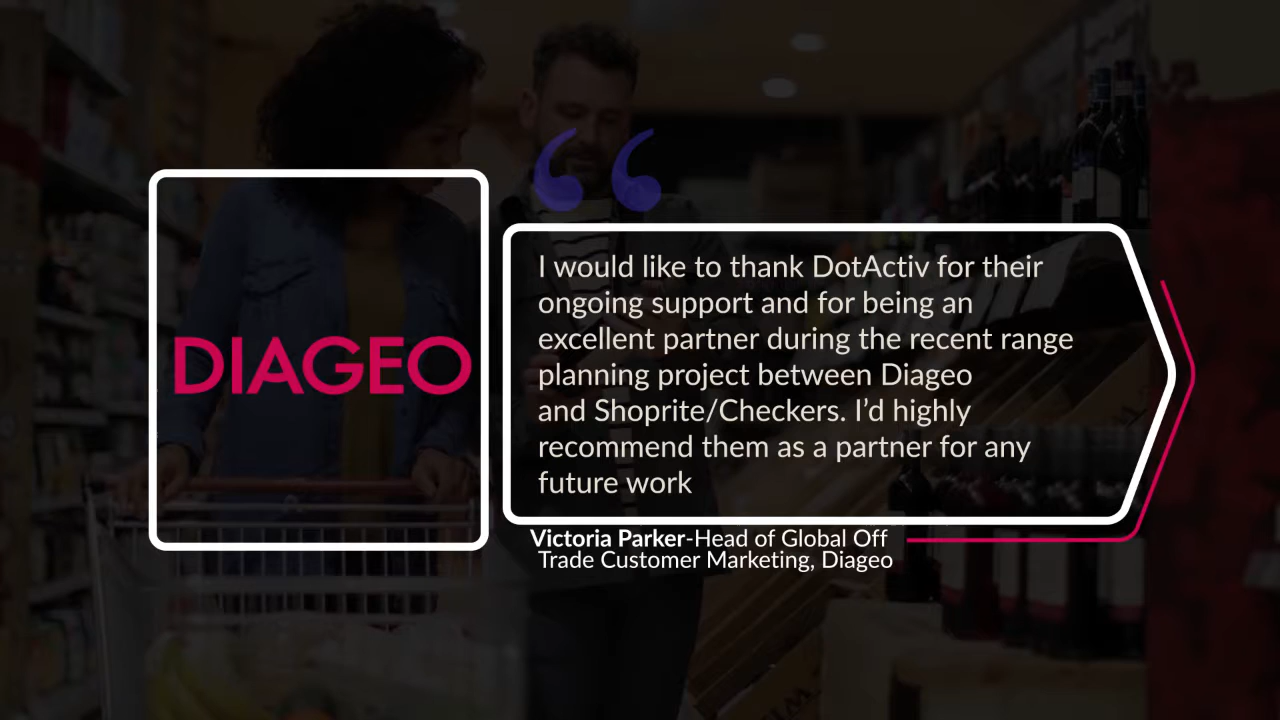 DIAGEO
I would like to thank DotActiv for their
ongoing support and for being an
excellent partner during the recent range
planning project between Diageo
and Shoprite/Checkers. I’d highly
recommend them as a partner for any
future work
Victoria Parker-Head of Global Off
Trade Customer Marketing, Diageo